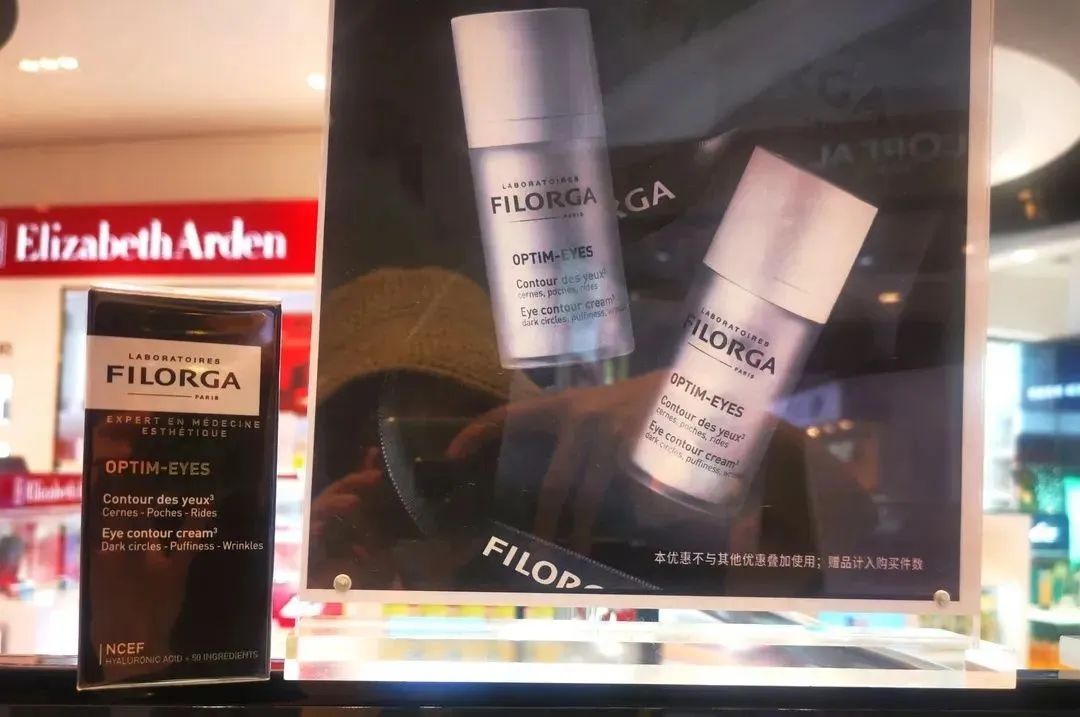 Elizabeth Arden
LABORATOIRES
FILORGA
PARIS
EXPERT EN MÉDECINE
ESTHÉTIQUE
OPTIM-EYES
Contour des yeux³
Cernes - Poches - Rides
Eye contour cream³
Dark circles - Puffiness - Wrinkles
NCEF
HYALURONIC ACID + 50 INGREDIENTS
LABORATOIRES
FILORGA
PARIS
OPTIM-EYES
Contour des yeux³
cernes, poches, rides
Eye contour cream³
dark circles, puffiness,
LABORATOIRES
FILORGA
PARIS
OPTIM-EYES
Contour des yeux³
cernes, poches, rides
Eye contour cream³
dark circles, puffiness,
本优惠不与其他优惠叠加使用；赠品计入购买件数